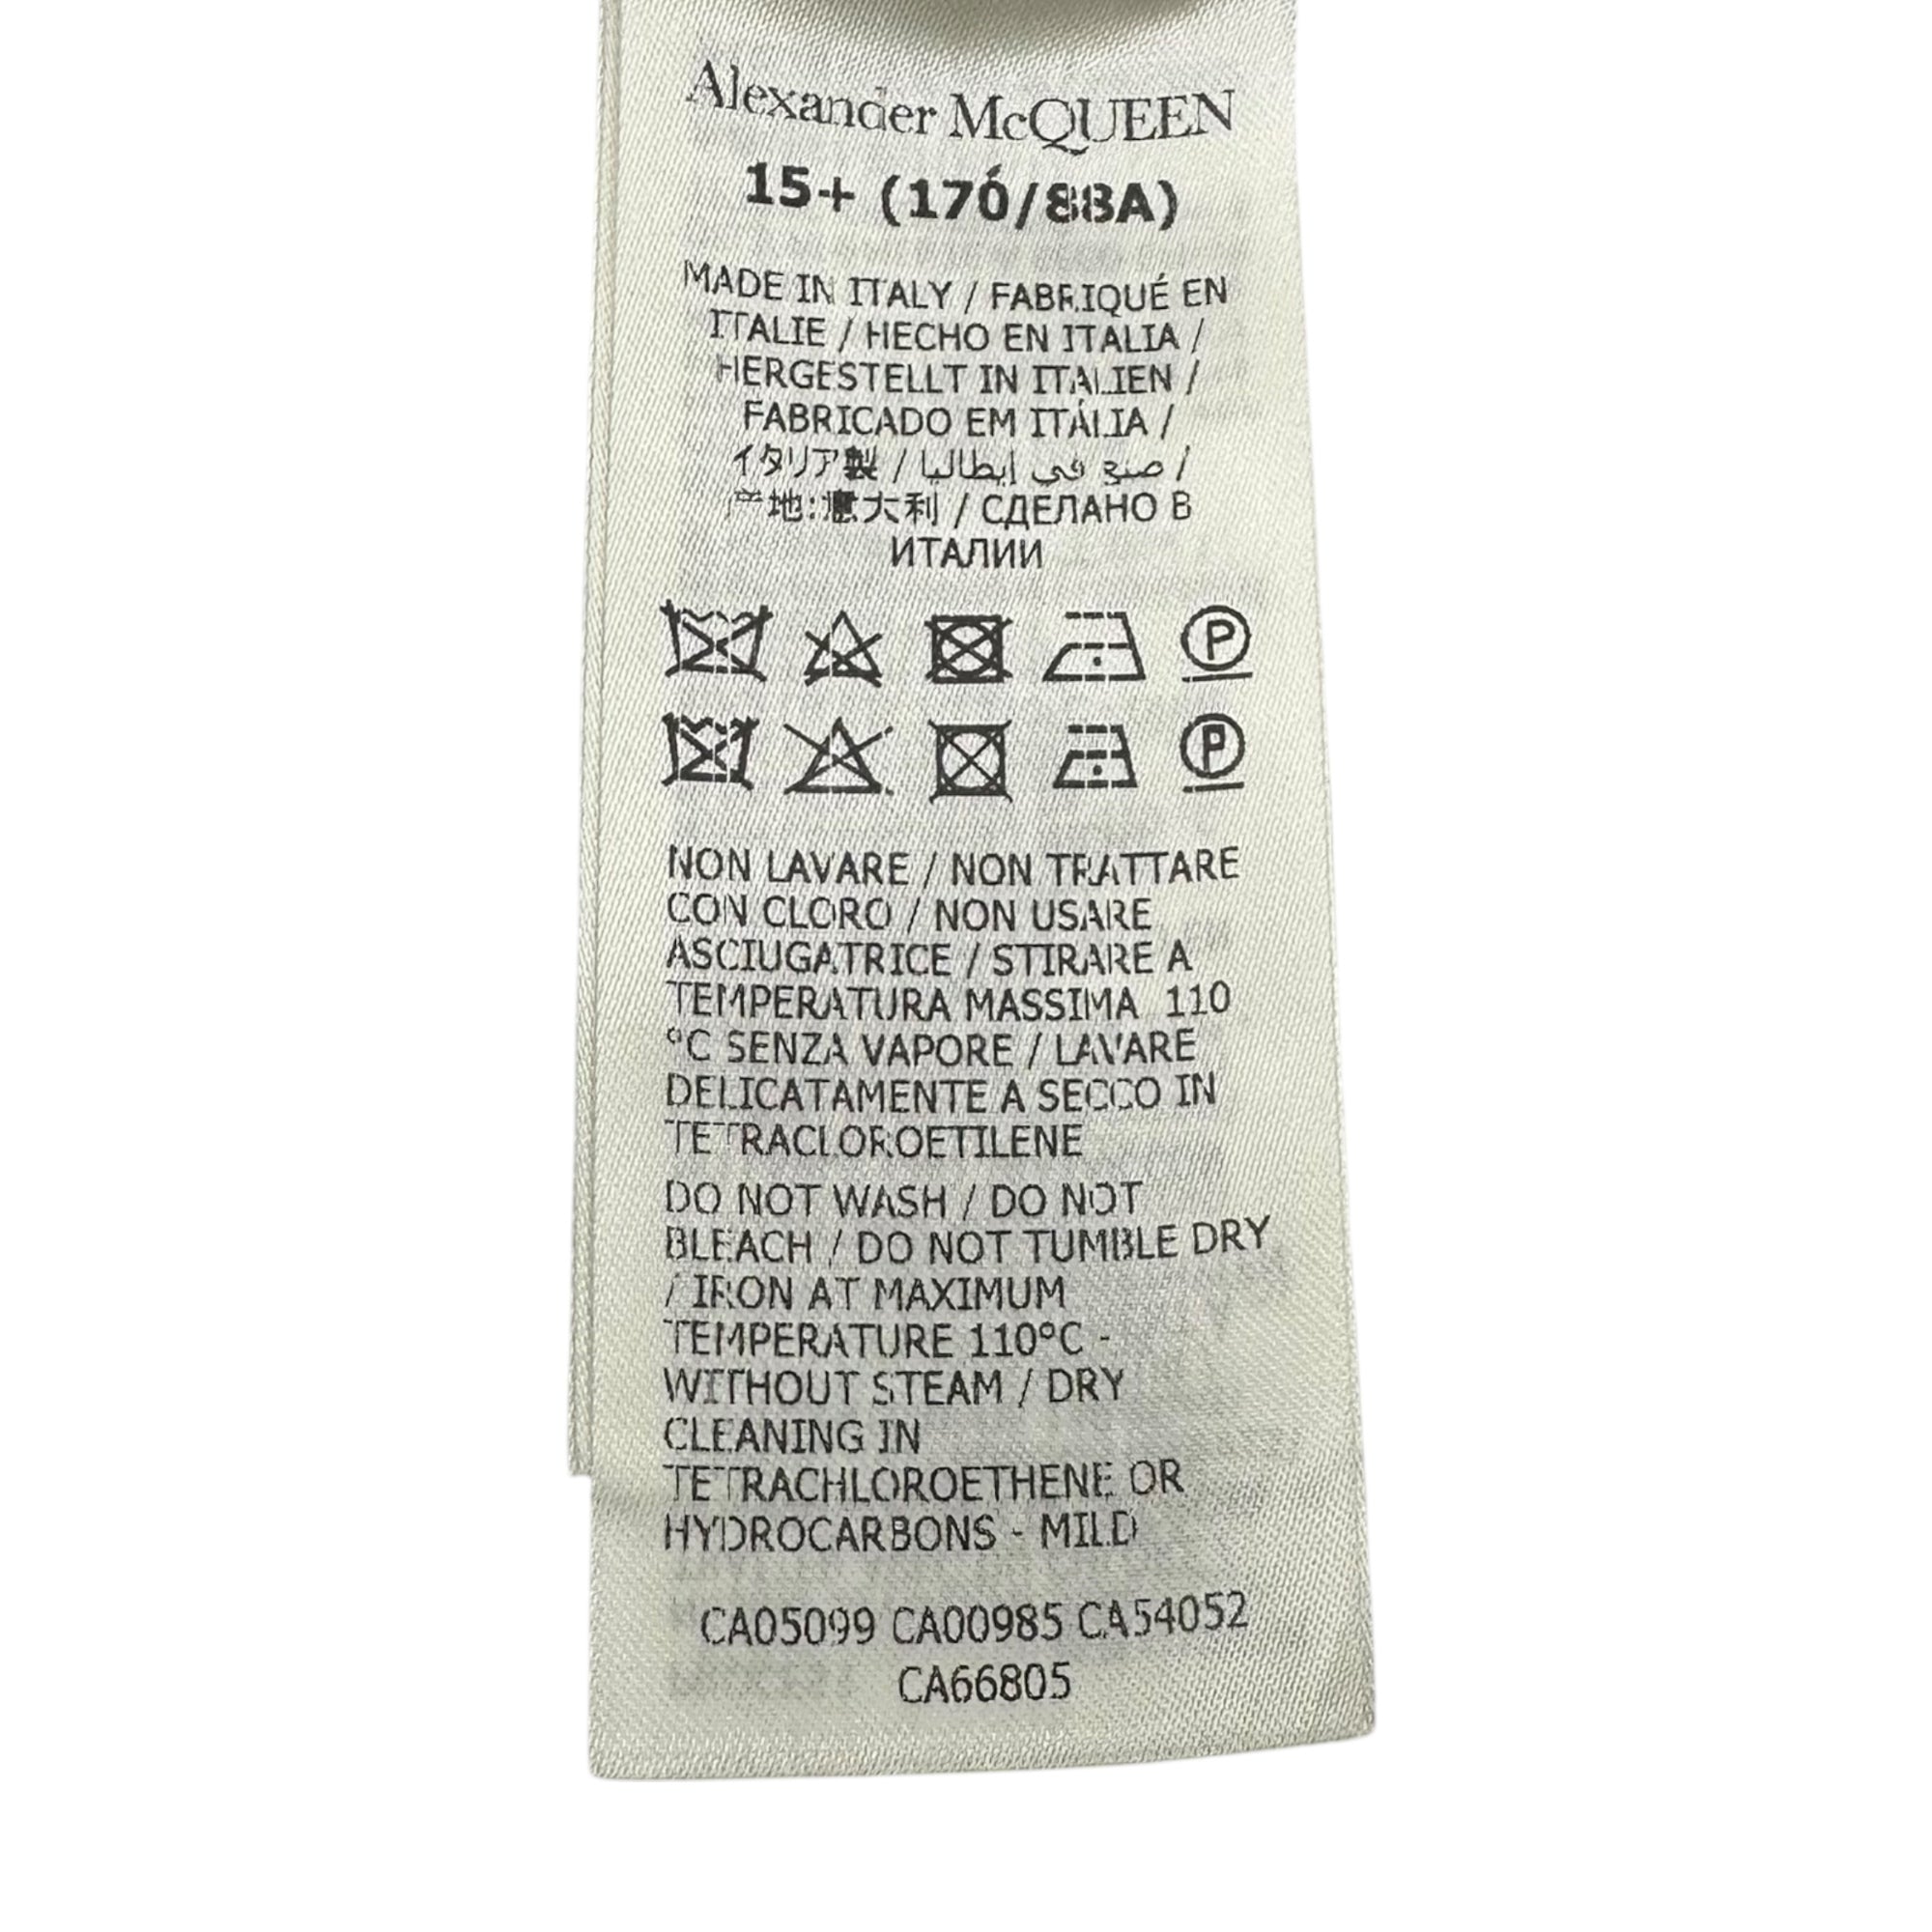 Alexander McQUEEN
15+ (170/88A)
MADE IN ITALY / FABRIQUÉ EN
ITALIE / HECHO EN ITALIA /
HERGESTELLT IN ITALIEN /
FABRICADO EM ITÁLIA /
イタリア製 / صنع في إيطاليا /
产地:意大利 / СДЕЛАНО В
ИТАЛИИ
P
P
NON LAVARE / NON TRATTARE
CON CLORO / NON USARE
ASCIUGATRICE / STIRARE A
TEMPERATURA MASSIMA 110
°C SENZA VAPORE / LAVARE
DELICATAMENTE A SECCO IN
TETRACLOROETILENE
DO NOT WASH / DO NOT
BLEACH / DO NOT TUMBLE DRY
/ IRON AT MAXIMUM
TEMPERATURE 110°C -
WITHOUT STEAM / DRY
CLEANING IN
TETRACHLOROETHENE OR
HYDROCARBONS - MILD
CA05099 CA00985 CA54052
CA66805